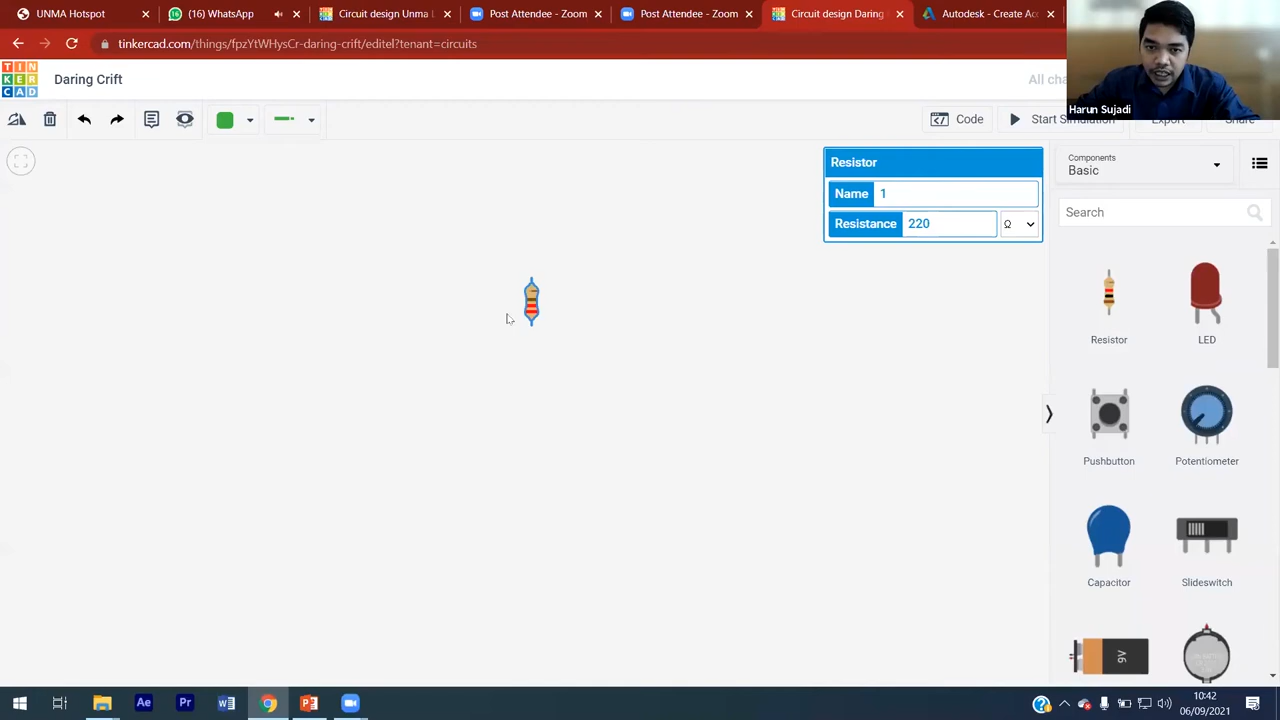 UNMA Hotspot
(16) WhatsApp
Circuit design Unma
Post Attendee - Zoom
Post Attendee - Zoom
Circuit design Daring
Autodesk - Create Acc
tinkercad.com/things/fpzYtWHysCr-daring-crift/editel?tenant=circuits
TIN
KER
CAD
Daring Crift
All
Harun Sujadi
Code
Start Simulation
Export
Share
Resistor
Name 1
Resistance 220 Ω
Components
Basic
Search
Resistor
LED
Pushbutton
Potentiometer
Capacitor
Slideswitch
9V
Ae
Pr
10:42
06/09/2021